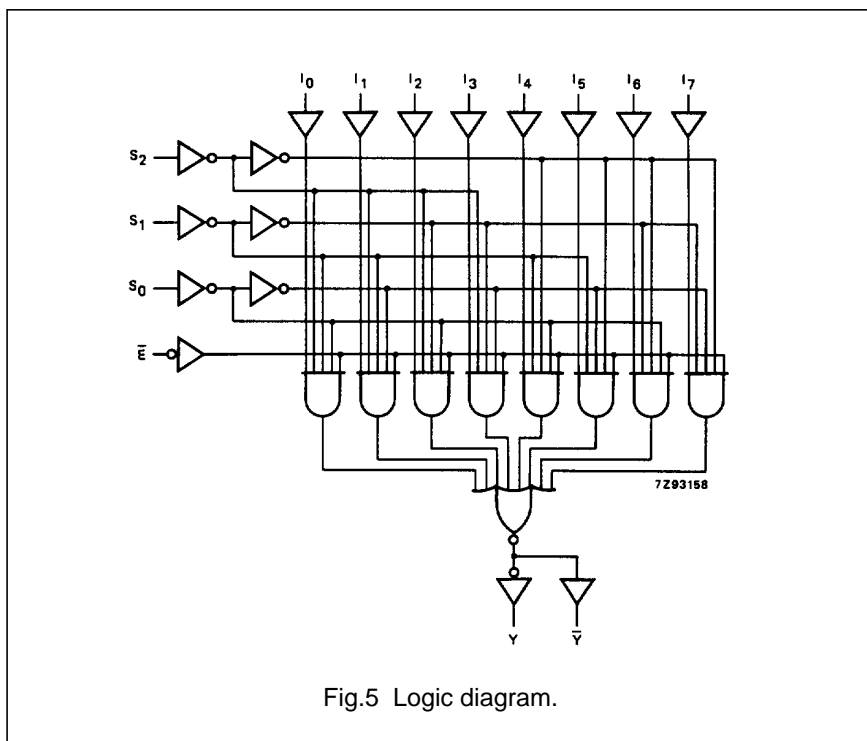 I0 I1 I2 I3 I4 I5 I6 I7
S2
S1
S0
E̅
7Z93158
Y Y̅
Fig.5 Logic diagram.